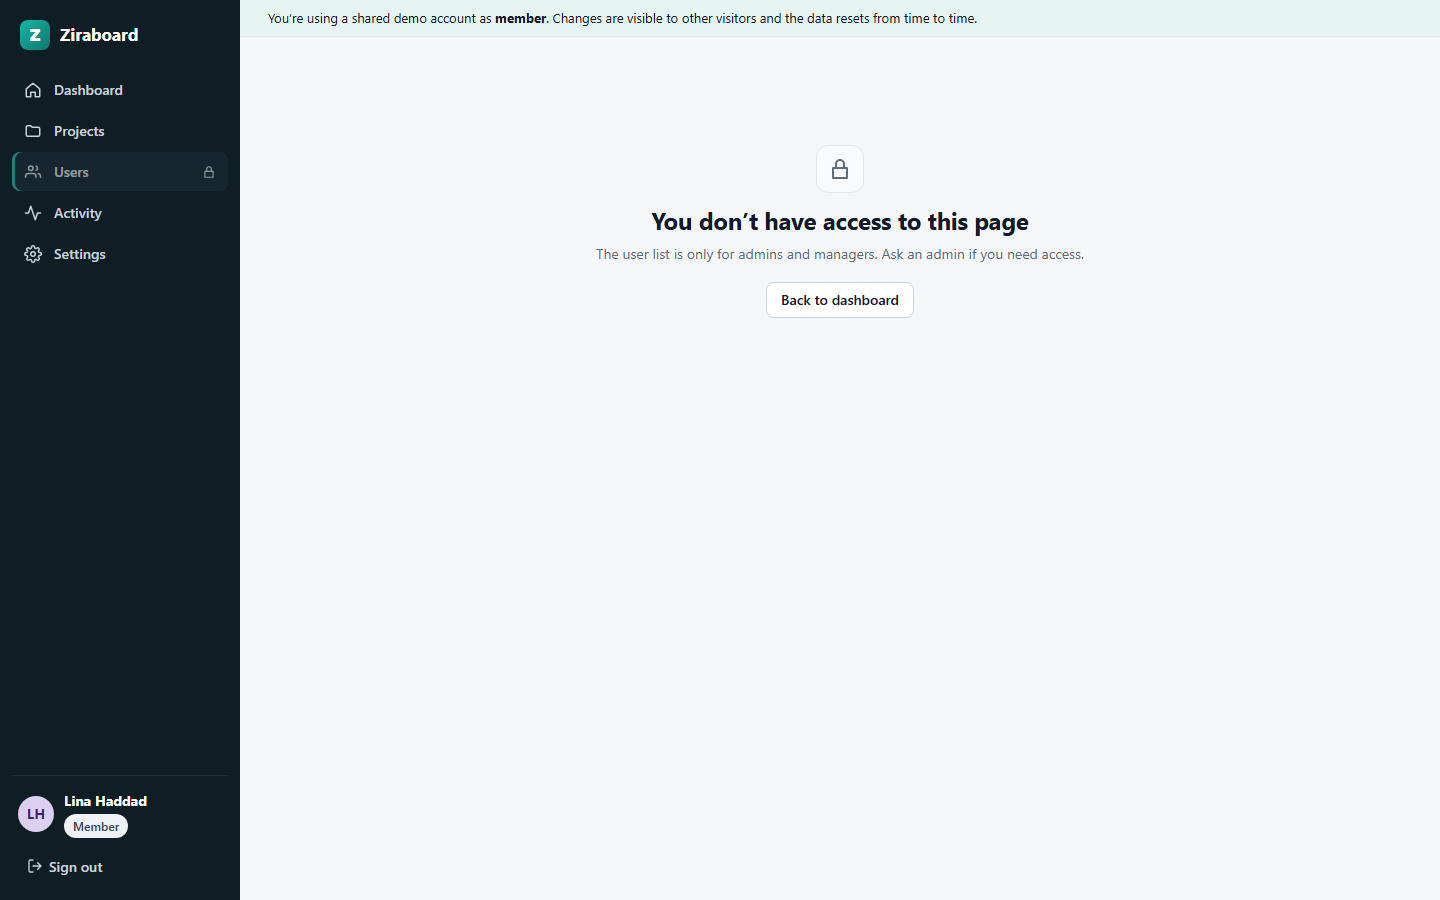 Z Ziraboard
Dashboard
Projects
Users
Activity
Settings
LH
Lina Haddad
Member
Sign out
You're using a shared demo account as member. Changes are visible to other visitors and the data resets from time to time.
You don’t have access to this page
The user list is only for admins and managers. Ask an admin if you need access.
Back to dashboard